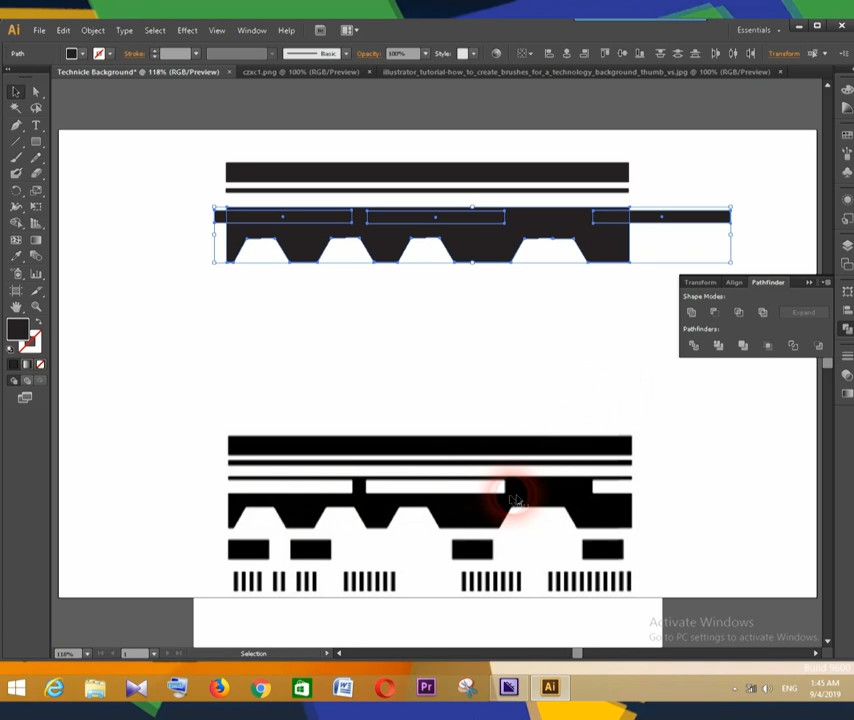 Ai File Edit Object Type Select Effect View Window Help Essentials
Path Stroke: Basic Opacity: 100% Style: Transform
Technicle Background* @ 118% (RGB/Preview) × czxc1.png @ 100% (RGB/Preview) × illustrator_tutorial-how_to_create_brushes_for_a_technology_background_thumb_vs.jpg @ 100% (RGB/Preview) ×
Transform Align Pathfinder
Shape Modes:
Expand
Pathfinders:
Activate Windows
Go to PC settings to activate Windows.
118% 1 Selection
Build 9600
ENG
1:45 AM
9/4/2019